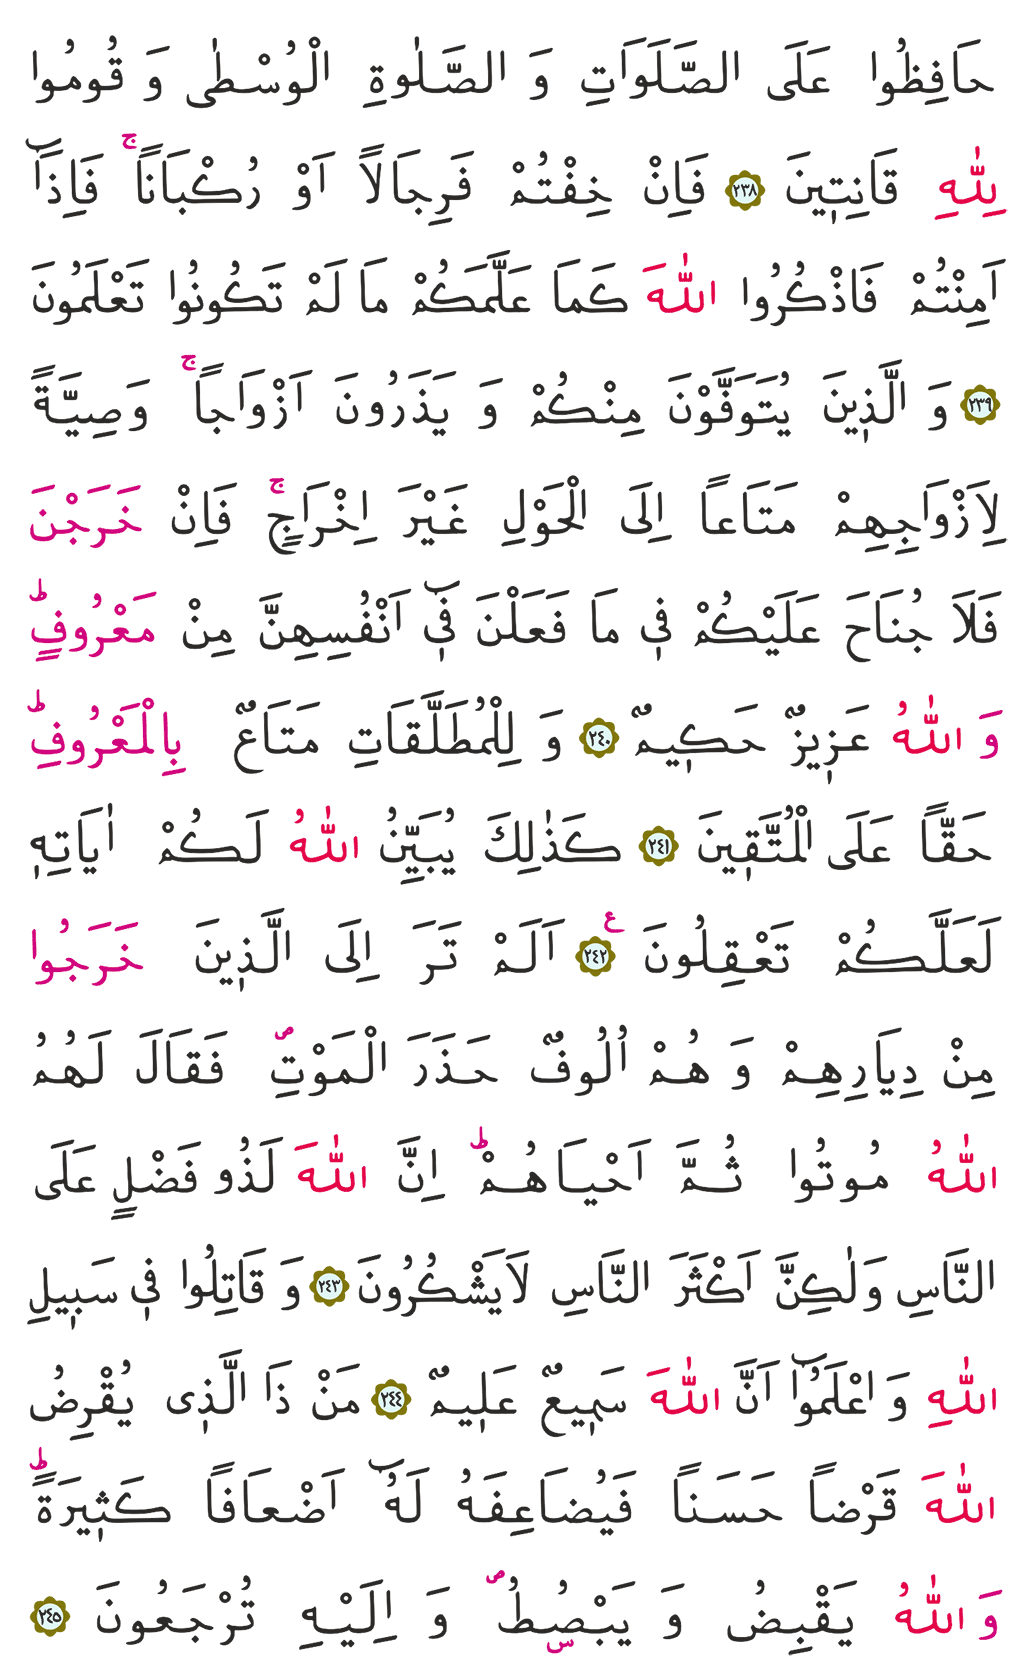 حَافِظُوا عَلَى الصَّلَوَاتِ وَ الصَّلٰوةِ الْوُسْطٰى وَ قُومُوا
لِلّٰهِ قَانِت۪ينَ ﴿٢٣٨﴾ فَاِنْ خِفْتُمْ فَرِجَالًا اَوْ رُكْبَانًاۚ فَاِذَٓا
اَمِنْتُمْ فَاذْكُرُوا اللّٰهَ كَمَا عَلَّمَكُمْ مَا لَمْ تَكُونُوا تَعْلَمُونَ
﴿٢٣٩﴾ وَ الَّذ۪ينَ يُتَوَفَّوْنَ مِنْكُمْ وَ يَذَرُونَ اَزْوَاجًاۚ وَصِيَّةً
لِاَزْوَاجِهِمْ مَتَاعًا اِلَى الْحَوْلِ غَيْرَ اِخْرَاجٍۚ فَاِنْ خَرَجْنَ
فَلَا جُنَاحَ عَلَيْكُمْ ف۪ي مَا فَعَلْنَ ف۪ٓي اَنْفُسِهِنَّ مِنْ مَعْرُوفٍۜ
وَ اللّٰهُ عَز۪يزٌ حَك۪يمٌ ﴿٢٤٠﴾ وَ لِلْمُطَلَّقَاتِ مَتَاعٌ بِالْمَعْرُوفِۜ
حَقًّا عَلَى الْمُتَّق۪ينَ ﴿٢٤١﴾ كَذٰلِكَ يُبَيِّنُ اللّٰهُ لَكُمْ اٰيَاتِه۪
لَعَلَّكُمْ تَعْقِلُونَ ﴿٢٤٢﴾ ع اَلَمْ تَرَ اِلَى الَّذ۪ينَ خَرَجُوا
مِنْ دِيَارِهِمْ وَ هُمْ اُلُوفٌ حَذَرَ الْمَوْتِۖ فَقَالَ لَهُمُ
اللّٰهُ مُوتُوا ثُمَّ اَحْيَاهُمْۜ اِنَّ اللّٰهَ لَذُو فَضْلٍ عَلَى
النَّاسِ وَلٰكِنَّ اَكْثَرَ النَّاسِ لَايَشْكُرُونَ ﴿٢٤٣﴾ وَ قَاتِلُوا ف۪ي سَب۪يلِ
اللّٰهِ وَ اعْلَمُٓوا اَنَّ اللّٰهَ سَم۪يعٌ عَل۪يمٌ ﴿٢٤٤﴾ مَنْ ذَا الَّذ۪ى يُقْرِضُ
اللّٰهَ قَرْضًا حَسَنًا فَيُضَاعِفَهُ لَهُٓ اَضْعَافًا كَث۪يرَةًۜ
وَ اللّٰهُ يَقْبِضُ وَ يَبْصُۣطُۖ وَ اِلَيْهِ تُرْجَعُونَ ﴿٢٤٥﴾